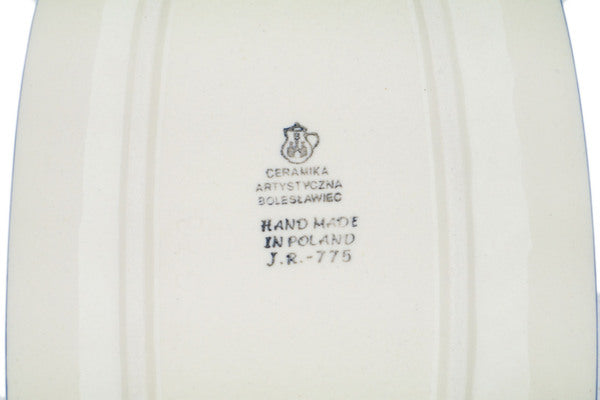 CERAMIKA
ARTYSTYCZNA
BOLESŁAWIEC
HAND MADE
IN POLAND
J.R.-775